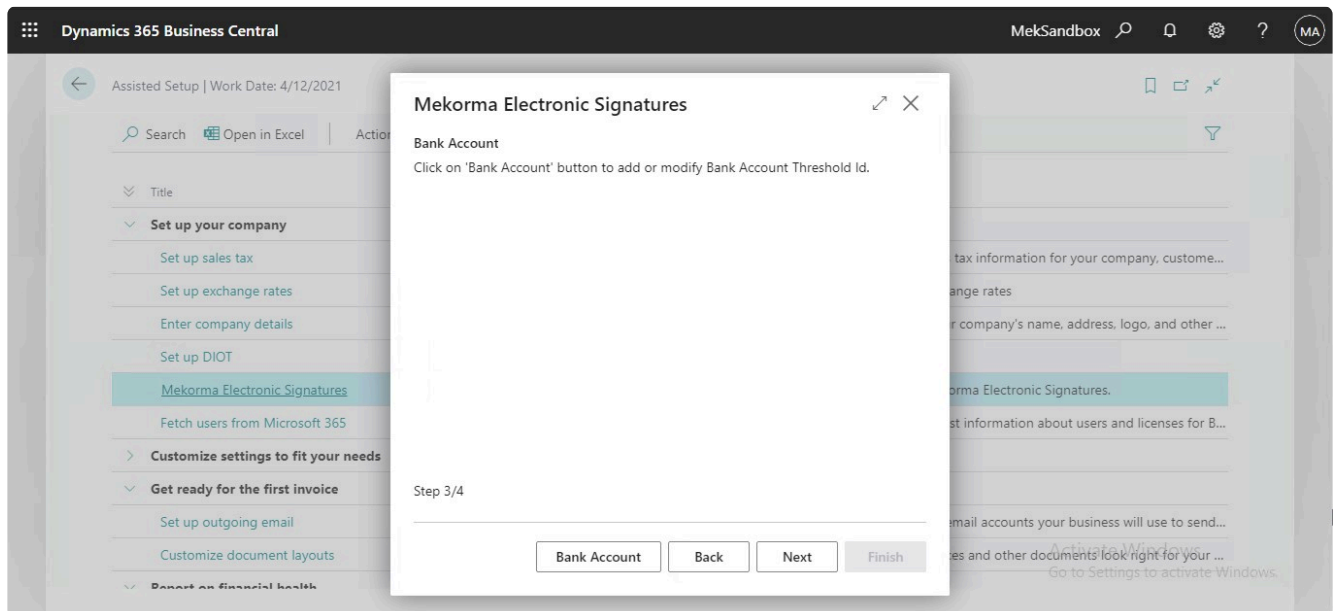 Dynamics 365 Business Central
MekSandbox
?
MA
Assisted Setup | Work Date: 4/12/2021
Search
Open in Excel
Action
Title
Set up your company
Set up sales tax
tax information for your company, custome...
Set up exchange rates
ange rates
Enter company details
r company's name, address, logo, and other ...
Set up DIOT
Mekorma Electronic Signatures
orma Electronic Signatures.
Fetch users from Microsoft 365
st information about users and licenses for B...
Customize settings to fit your needs
Get ready for the first invoice
Set up outgoing email
email accounts your business will use to send...
Customize document layouts
es and other documents look right for your ...
Report on financial health
Mekorma Electronic Signatures
Bank Account
Click on 'Bank Account' button to add or modify Bank Account Threshold Id.
Step 3/4
Bank Account
Back
Next
Finish
Activate Windows
Go to Settings to activate Windows.